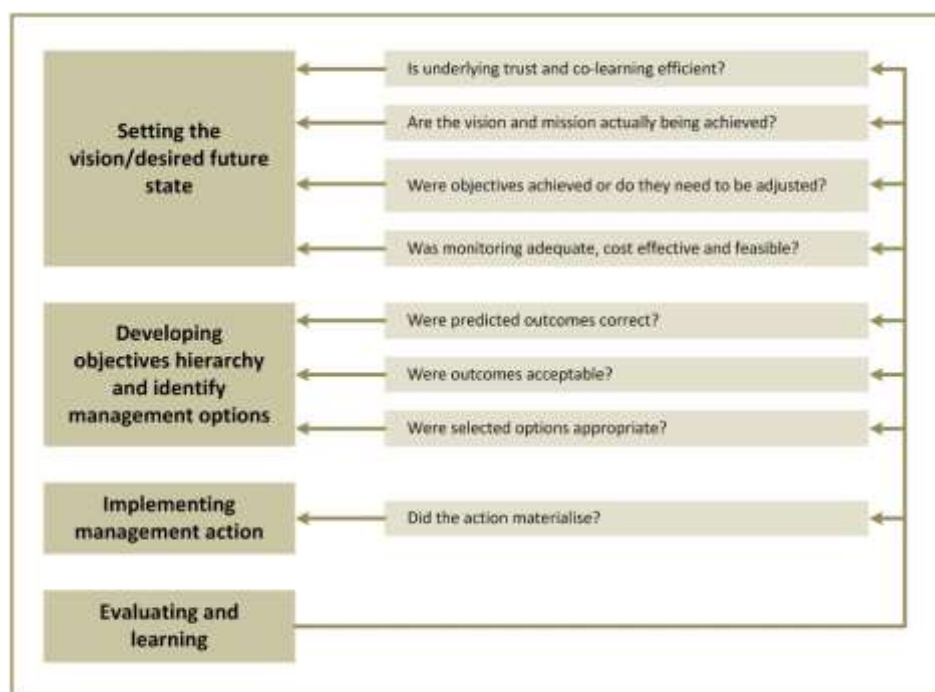 Setting the
vision/desired future
state
Is underlying trust and co-learning efficient?
Are the vision and mission actually being achieved?
Were objectives achieved or do they need to be adjusted?
Was monitoring adequate, cost effective and feasible?
Developing
objectives hierarchy
and identify
management options
Were predicted outcomes correct?
Were outcomes acceptable?
Were selected options appropriate?
Implementing
management action
Did the action materialise?
Evaluating and
learning